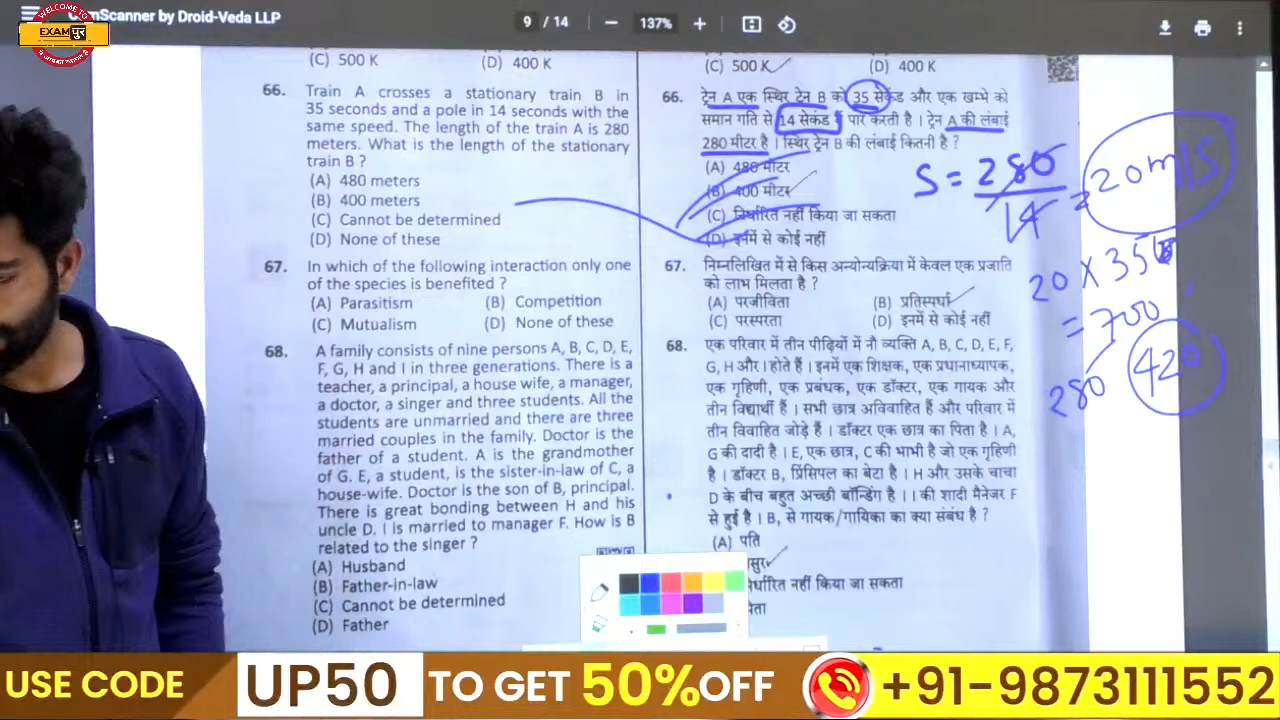 CamScanner by Droid-Veda LLP
9 / 14
137%
WELCOME TO
EXAMपुर
(C) 500 K
(D) 400 K
66. Train A crosses a stationary train B in
35 seconds and a pole in 14 seconds with the
same speed. The length of the train A is 280
meters. What is the length of the stationary
train B ?
(A) 480 meters
(B) 400 meters
(C) Cannot be determined
(D) None of these
67. In which of the following interaction only one
of the species is benefited ?
(A) Parasitism (B) Competition
(C) Mutualism (D) None of these
68. A family consists of nine persons A, B, C, D, E,
F, G, H and I in three generations. There is a
teacher, a principal, a house wife, a manager,
a doctor, a singer and three students. All the
students are unmarried and there are three
married couples in the family. Doctor is the
father of a student. A is the grandmother
of G. E, a student, is the sister-in-law of C, a
house-wife. Doctor is the son of B, principal.
There is great bonding between H and his
uncle D. I is married to manager F. How is B
related to the singer ?
(A) Husband
(B) Father-in-law
(C) Cannot be determined
(D) Father
(C) 500 K
(D) 400 K
66. ट्रेन A एक स्थिर ट्रेन B को 35 सेकेंड और एक खम्भे को
समान गति से 14 सेकंड में पार करती है । ट्रेन A की लंबाई
280 मीटर है । स्थिर ट्रेन B की लंबाई कितनी है ?
(A) 480 मीटर
(B) 400 मीटर
(C) निर्धारित नहीं किया जा सकता
(D) इनमें से कोई नहीं
67. निम्नलिखित में से किस अन्योन्यक्रिया में केवल एक प्रजाति
को लाभ मिलता है ?
(A) परजीविता (B) प्रतिस्पर्धा
(C) परस्परता (D) इनमें से कोई नहीं
68. एक परिवार में तीन पीढ़ियों में नौ व्यक्ति A, B, C, D, E, F,
G, H और I होते हैं । इनमें एक शिक्षक, एक प्रधानाध्यापक,
एक गृहिणी, एक प्रबंधक, एक डॉक्टर, एक गायक और
तीन विद्यार्थी हैं । सभी छात्र अविवाहित हैं और परिवार में
तीन विवाहित जोड़े हैं । डॉक्टर एक छात्र का पिता है । A,
G की दादी है । E, एक छात्र, C की भाभी है जो एक गृहिणी
है । डॉक्टर B, प्रिंसिपल का बेटा है । H और उसके चाचा
D के बीच बहुत अच्छी बॉन्डिंग है । I की शादी मैनेजर F
से हुई है । B, से गायक/गायिका का क्या संबंध है ?
(A) पति
S = 280
14
= 20m/S
20 X 35
= 700
280
420
USE CODE UP50 TO GET 50% OFF +91-9873111552